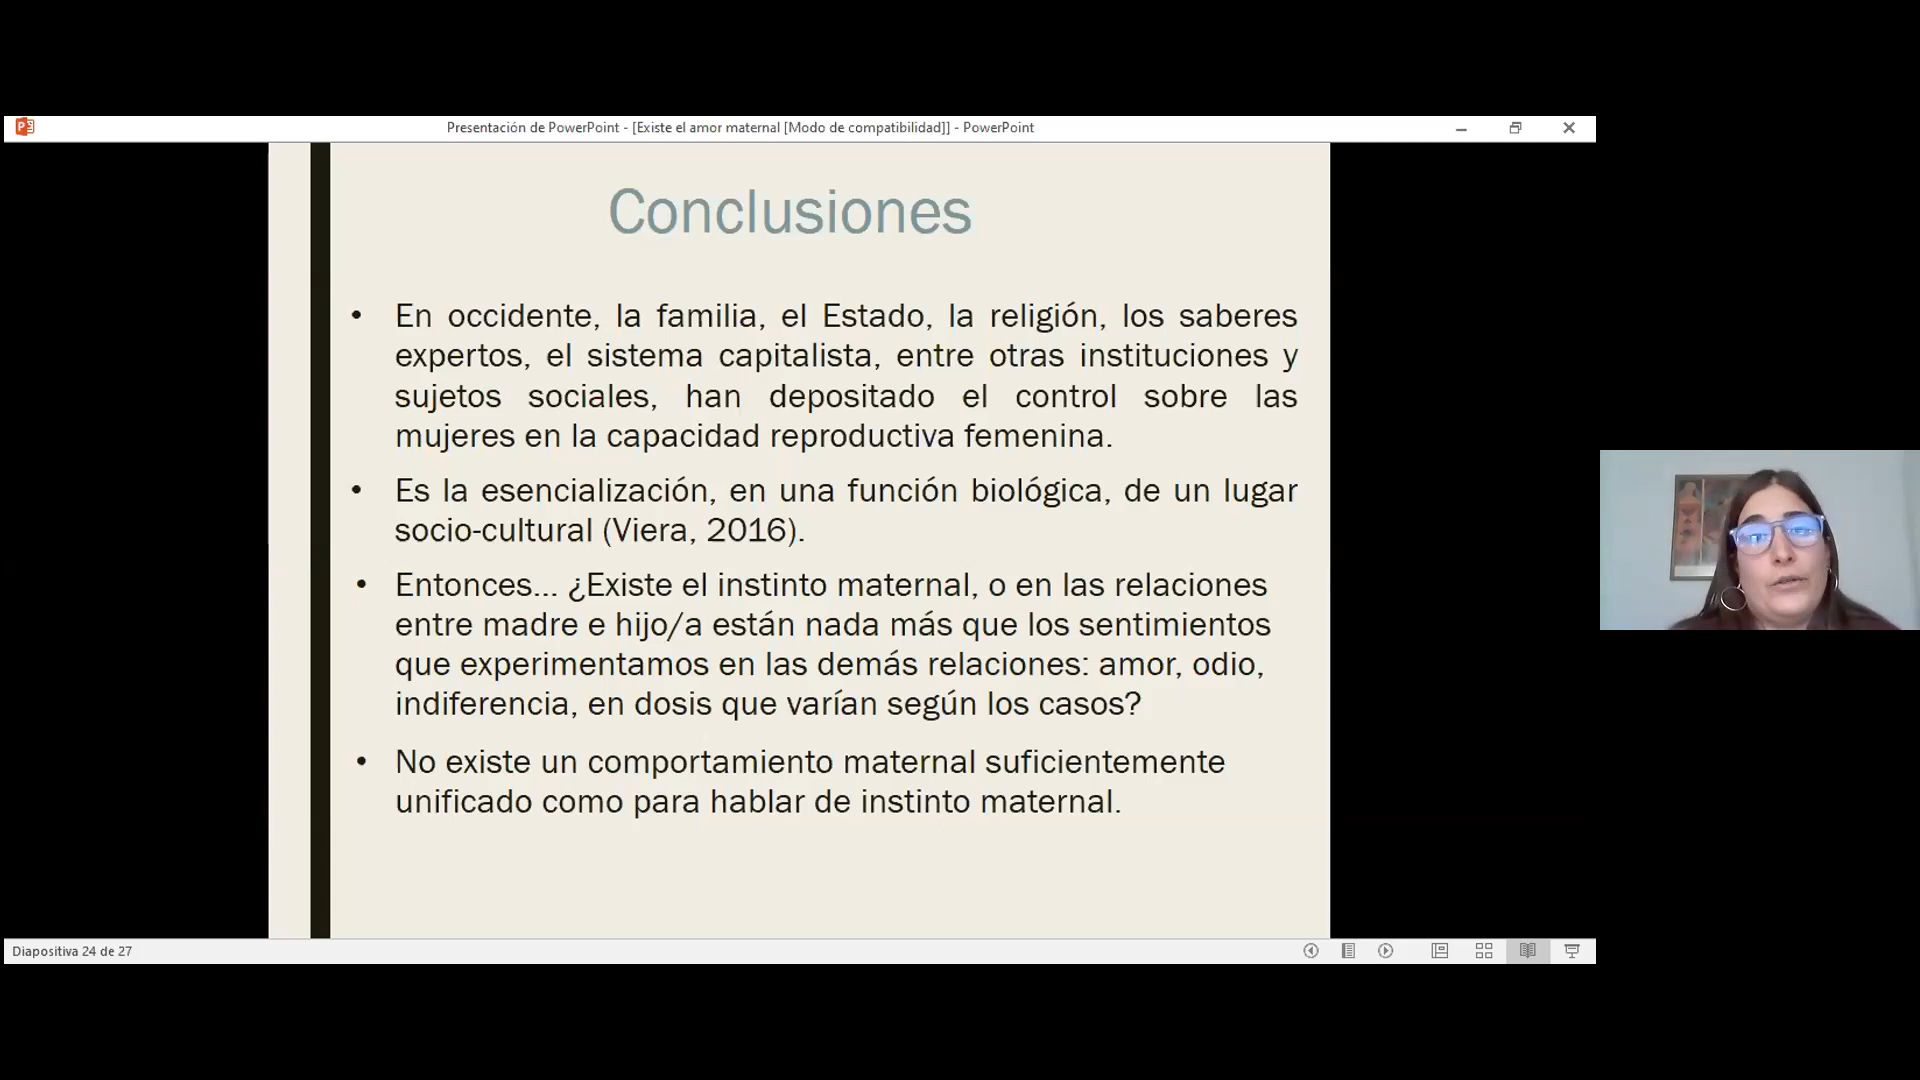 Presentación de PowerPoint - [Existe el amor maternal [Modo de compatibilidad]] - PowerPoint
Conclusiones
• En occidente, la familia, el Estado, la religión, los saberes
expertos, el sistema capitalista, entre otras instituciones y
sujetos sociales, han depositado el control sobre las
mujeres en la capacidad reproductiva femenina.
• Es la esencialización, en una función biológica, de un lugar
socio-cultural (Viera, 2016).
• Entonces... ¿Existe el instinto maternal, o en las relaciones
entre madre e hijo/a están nada más que los sentimientos
que experimentamos en las demás relaciones: amor, odio,
indiferencia, en dosis que varían según los casos?
• No existe un comportamiento maternal suficientemente
unificado como para hablar de instinto maternal.
Diapositiva 24 de 27